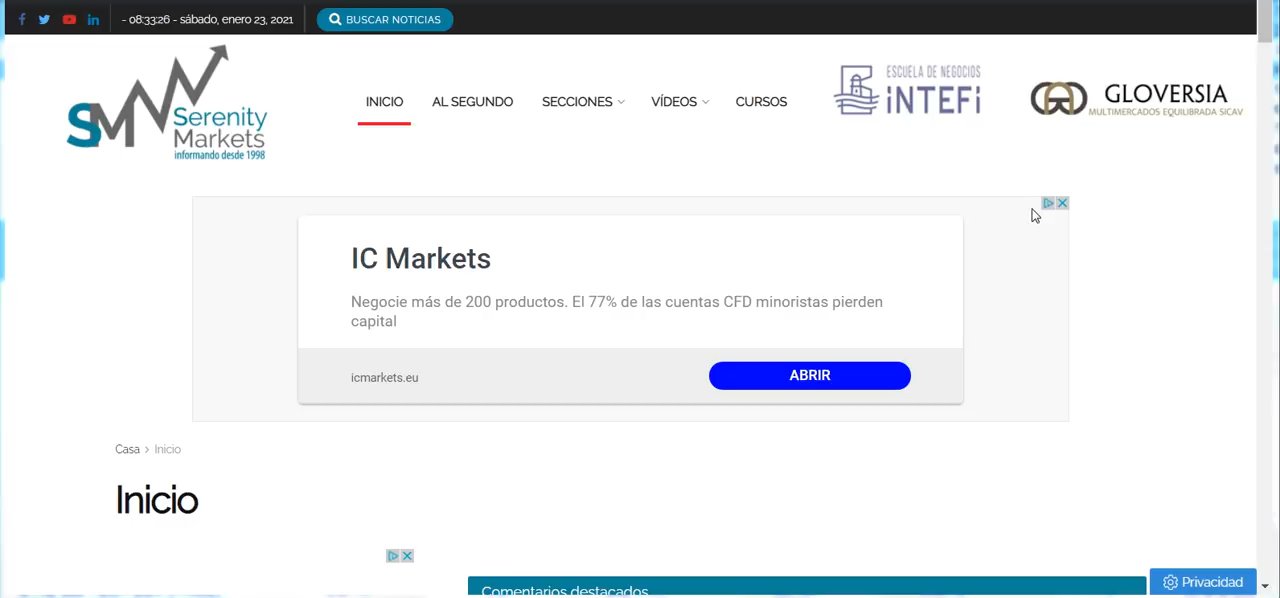 - 08:33:26 - sábado, enero 23, 2021
BUSCAR NOTICIAS
SMN Serenity
Markets
informando desde 1998
INICIO
AL SEGUNDO
SECCIONES
VÍDEOS
CURSOS
ESCUELA DE NEGOCIOS
INTEFi
GLOVERSIA
MULTIMERCADOS EQUILIBRADA SICAV
IC Markets
Negocie más de 200 productos. El 77% de las cuentas CFD minoristas pierden
capital
icmarkets.eu
ABRIR
Casa > Inicio
Inicio
Comentarios destacados
Privacidad